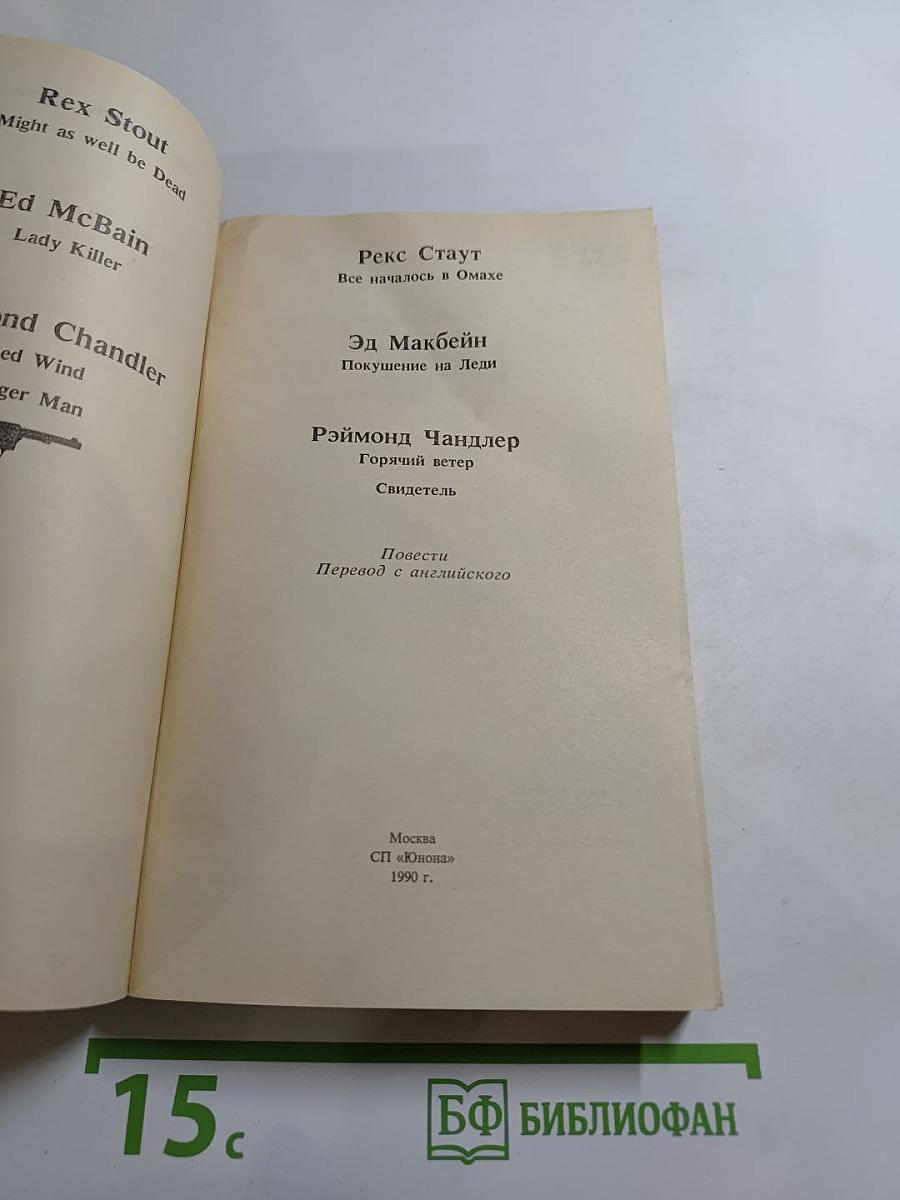 Rex Stout
Might as well be Dead
Ed McBain
Lady Killer
Chandler
Wind
Man
Рекс Стаут
Все началось в Омахе
Эд Макбейн
Покушение на Леди
Рэймонд Чандлер
Горячий ветер
Свидетель
Повести
Перевод с английского
Москва
СП «Юнона»
1990 г.
15 с
БФ БИБЛИОФАН